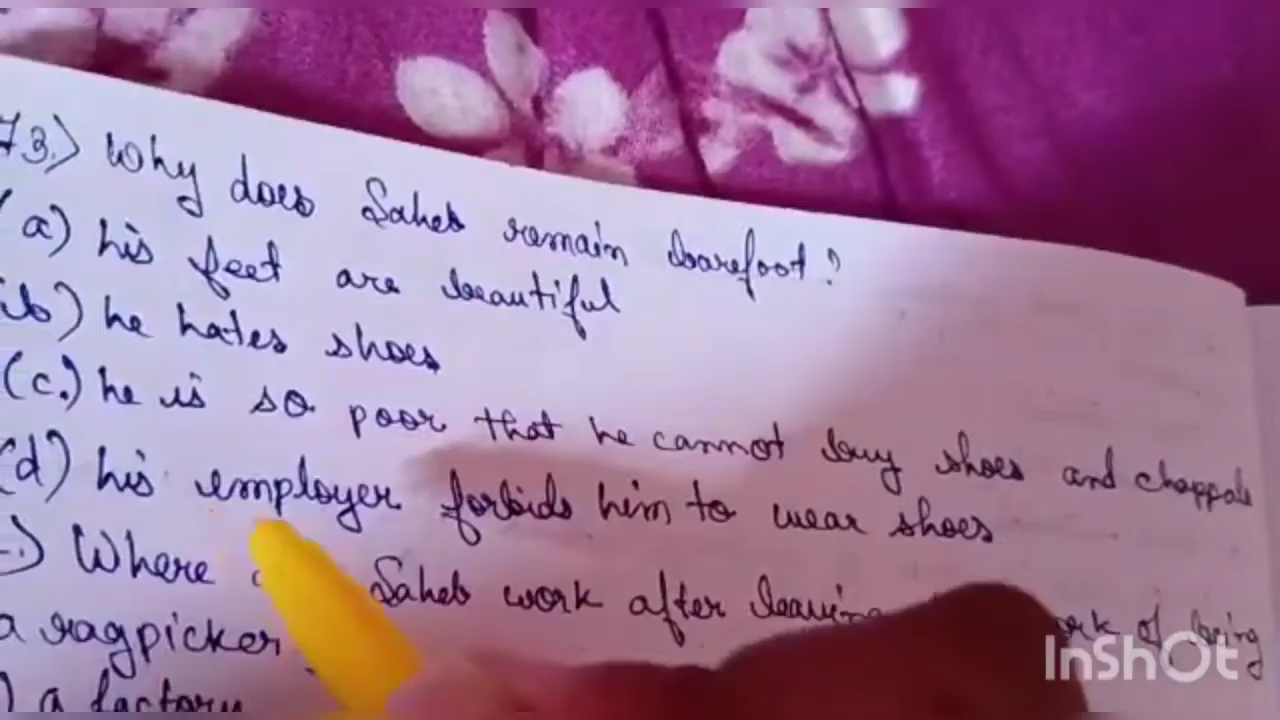 73.) Why does Saheb remain barefoot?
(a) his feet are beautiful
(b) he hates shoes
(c.) he is so poor that he cannot buy shoes and chappals
(d) his employer forbids him to wear shoes
Where Saheb work after of being
a ragpicker
) a factory
InShOt